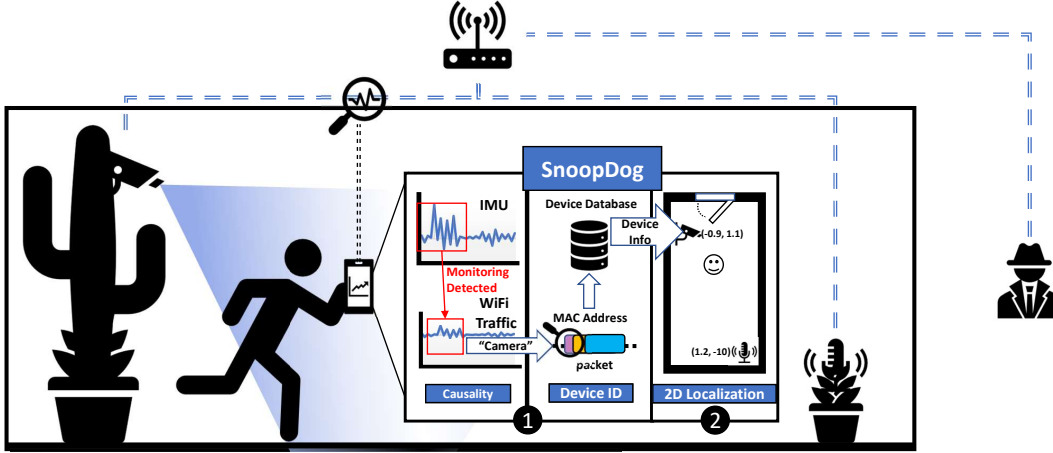 SnoopDog
IMU
Monitoring
Detected
WiFi
Traffic
“Camera”
Causality
Device Database
MAC Address
packet
Device ID
Device
Info
(-0.9, 1.1)
(1.2, -10)
2D Localization
1
2